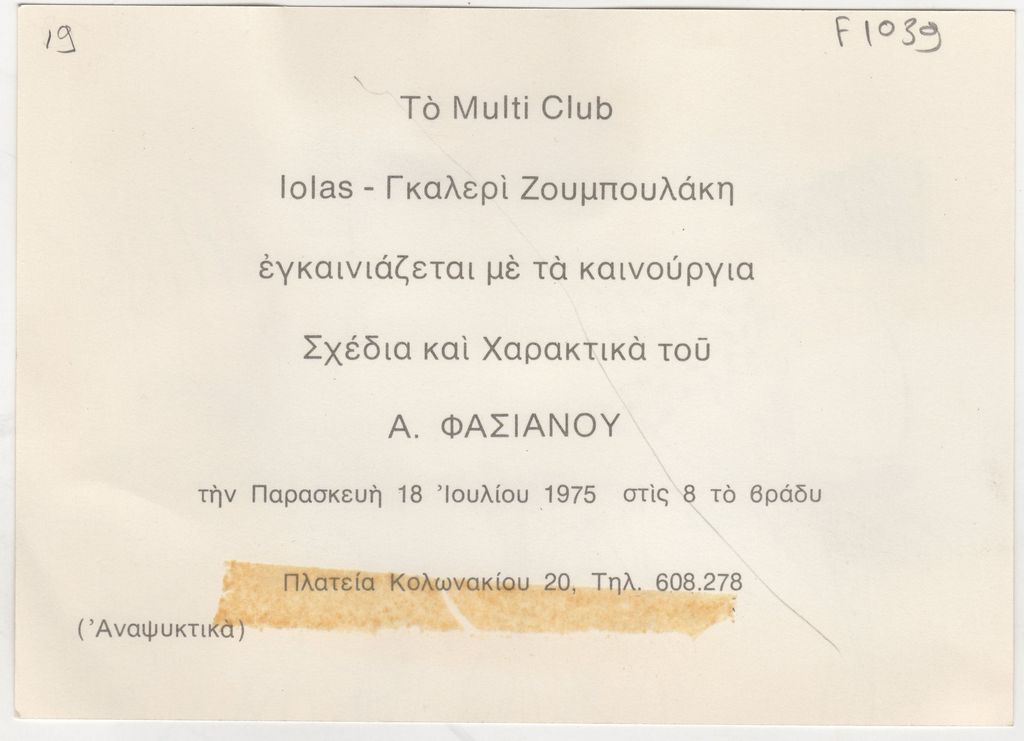 19
F1039
Τὸ Multi Club
Iolas - Γκαλερὶ Ζουμπουλάκη
ἐγκαινιάζεται μὲ τὰ καινούργια
Σχέδια καὶ Χαρακτικὰ τοῦ
Α. ΦΑΣΙΑΝΟΥ
τὴν Παρασκευὴ 18 Ἰουλίου 1975 στὶς 8 τὸ βράδυ
Πλατεία Κολωνακίου 20, Τηλ. 608.278
(Ἀναψυκτικὰ)